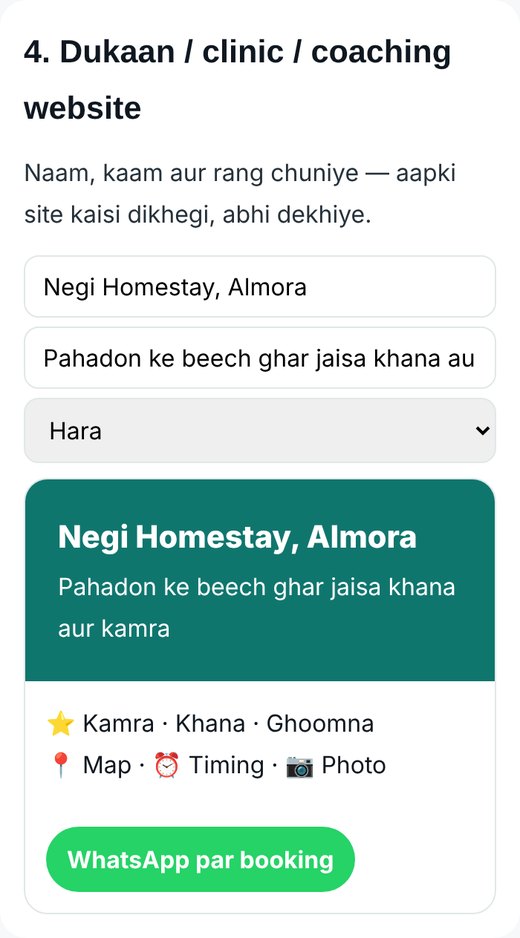 4. Dukaan / clinic / coaching
website
Naam, kaam aur rang chuniye — aapki
site kaisi dikhegi, abhi dekhiye.
Negi Homestay, Almora
Pahadon ke beech ghar jaisa khana au
Hara
Negi Homestay, Almora
Pahadon ke beech ghar jaisa khana
aur kamra
⭐ Kamra · Khana · Ghoomna
📍 Map · ⏰ Timing · 📷 Photo
WhatsApp par booking